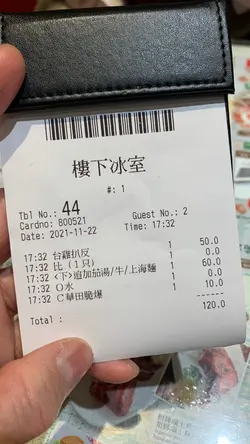 樓下冰室
#: 1
Tbl No.: 44
Cardno: 800521
Guest No.: 2
Date: 2021-11-22
Time: 17:32
17:32 台雞扒反 1 50.0
17:32 比（1只） 1 0.0
17:32 <下>追加茄湯/牛/上海麵 1 60.0
17:32 O水 1 0.0
17:32 C華田脆爆 1 10.0
------
Total : 120.0